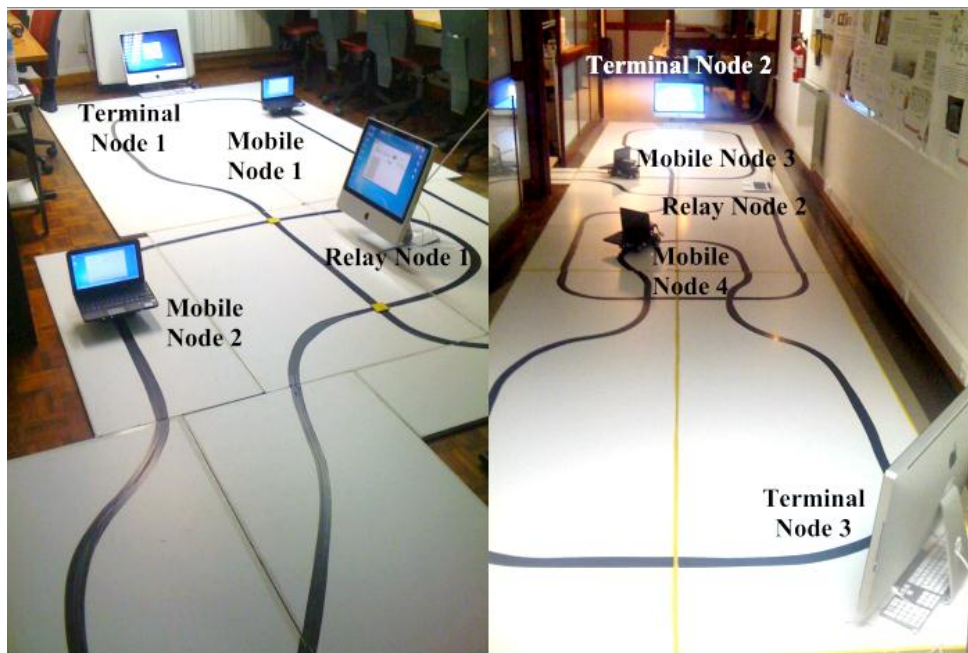 Terminal
Node 1
Mobile
Node 1
Relay Node 1
Mobile
Node 2
Terminal Node 2
Mobile Node 3
Relay Node 2
Mobile
Node 4
Terminal
Node 3